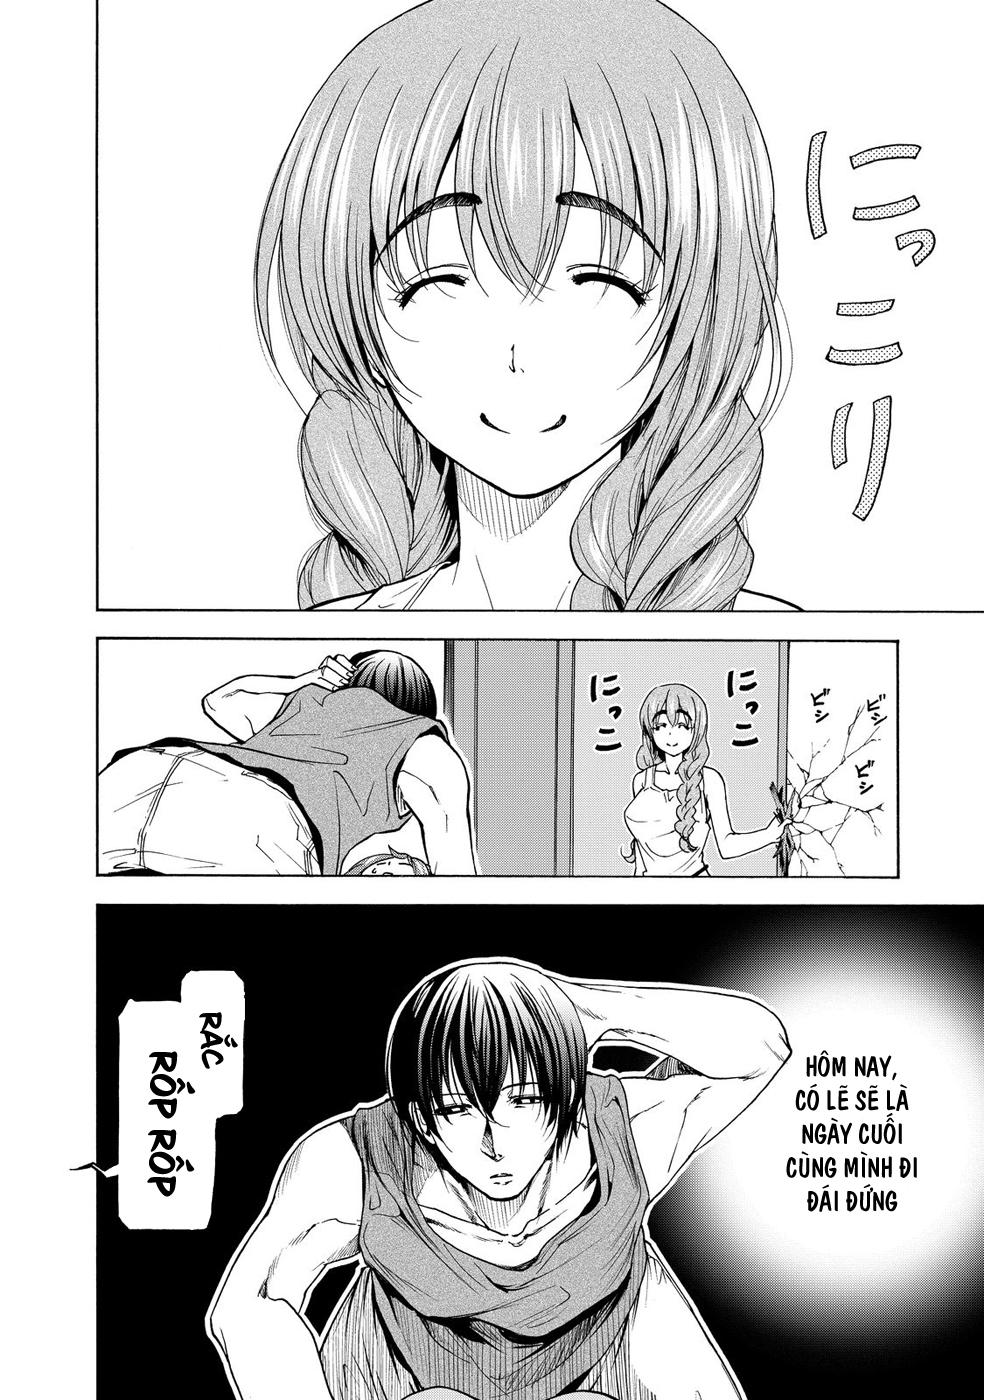 にっこり
にっこ
にっこ
ビシ
ビシ
ビシ
HÔM NAY,
CÓ LẼ SẼ LÀ
NGÀY CUỐI
CÙNG MÌNH ĐI
ĐÁI ĐỨNG
RẮC
RỐP RỐP